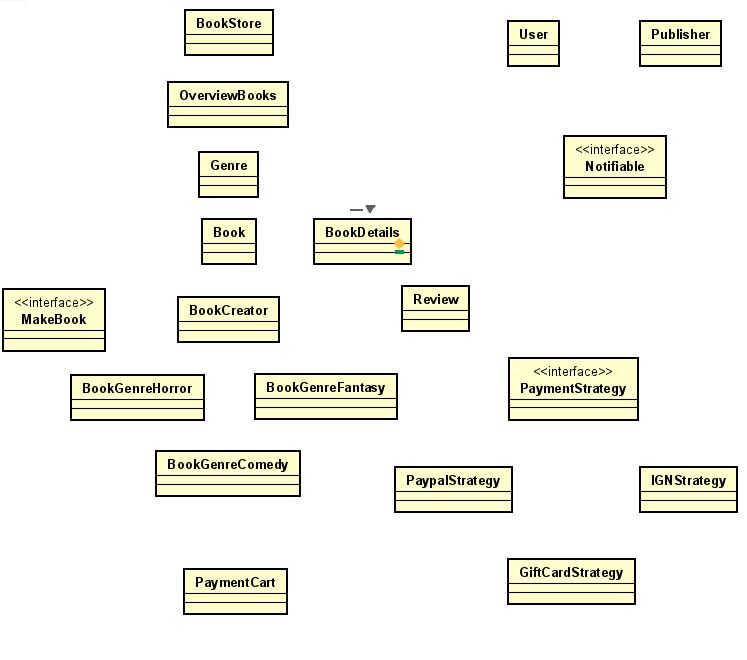 BookStore
User
Publisher
OverviewBooks
<<interface>>
Notifiable
Genre
Book
BookDetails
<<interface>>
MakeBook
BookCreator
Review
BookGenreHorror
BookGenreFantasy
<<interface>>
PaymentStrategy
BookGenreComedy
PaypalStrategy
IGNStrategy
PaymentCart
GiftCardStrategy